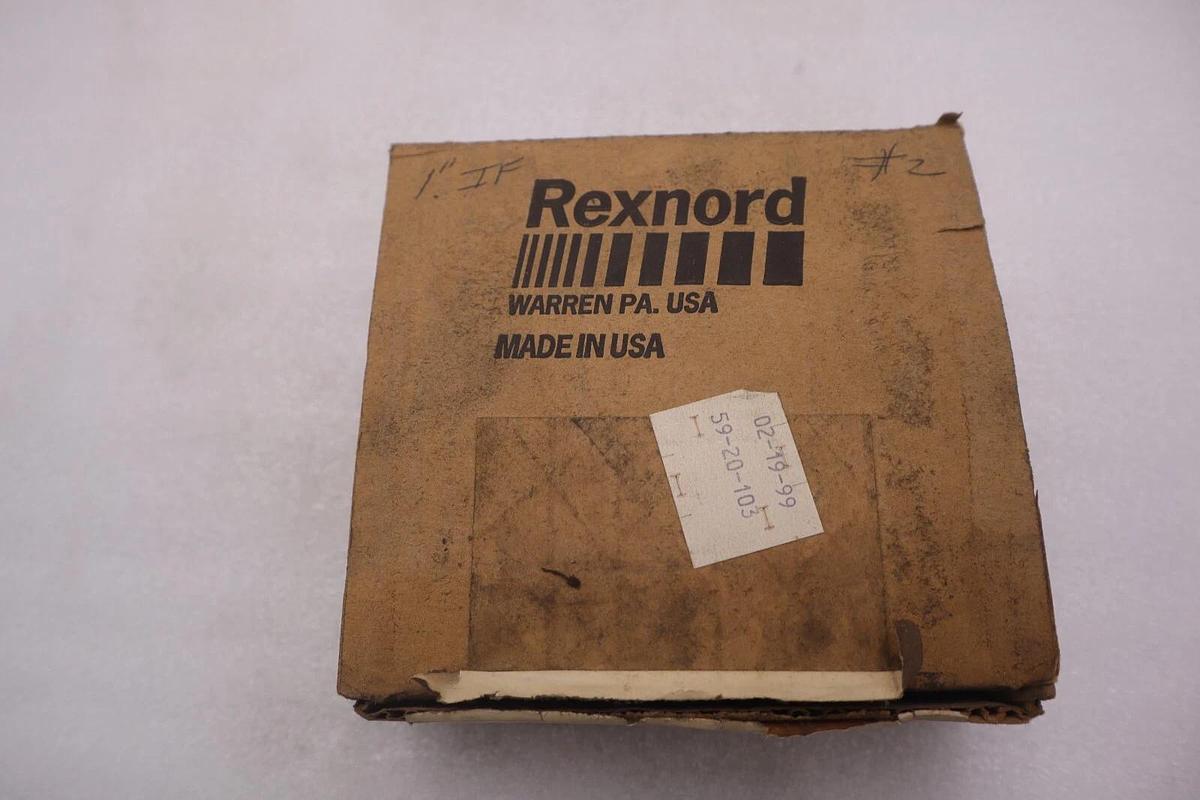 1" IF
#2
Rexnord
WARREN PA. USA
MADE IN USA
02-19-99
59-20-103